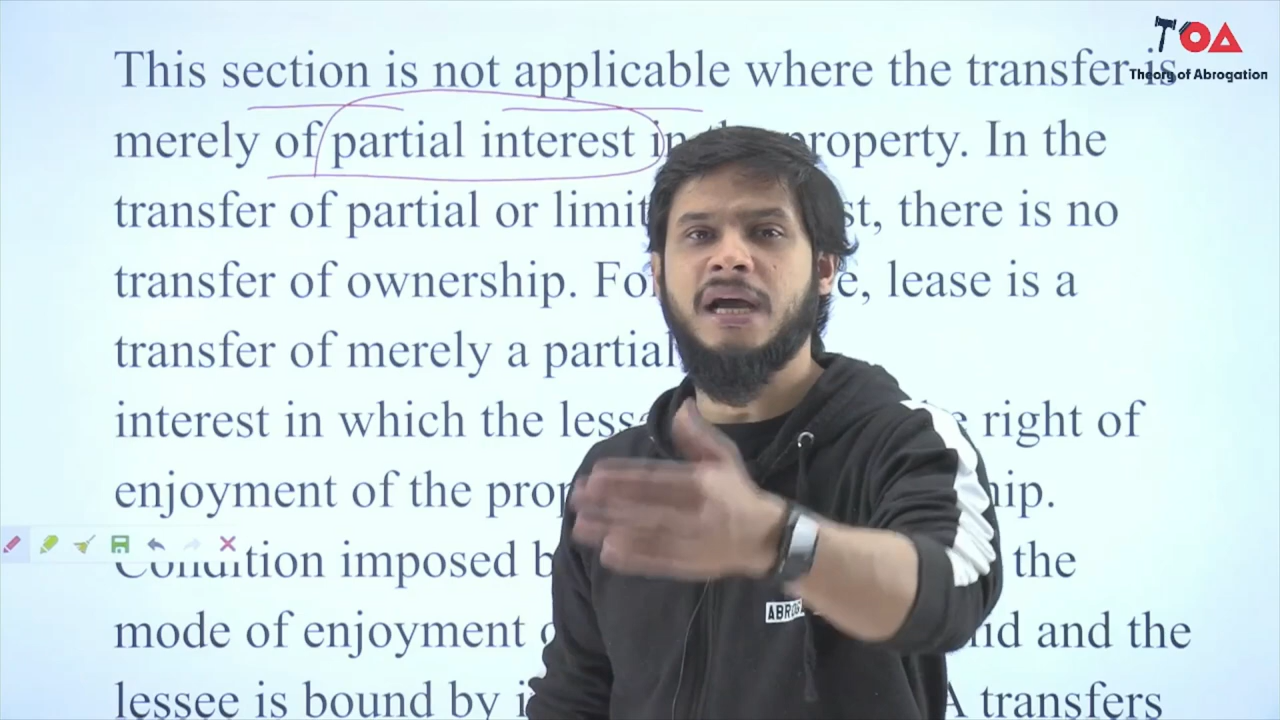 TOA
Theory of Abrogation
This section is not applicable where the transfer is
merely of partial interest in the property. In the
transfer of partial or limit st, there is no
transfer of ownership. Fo e, lease is a
transfer of merely a partial
interest in which the less e right of
enjoyment of the prop hip.
Condition imposed b the
mode of enjoyment id and the
lessee is bound by i A transfers
ABROG